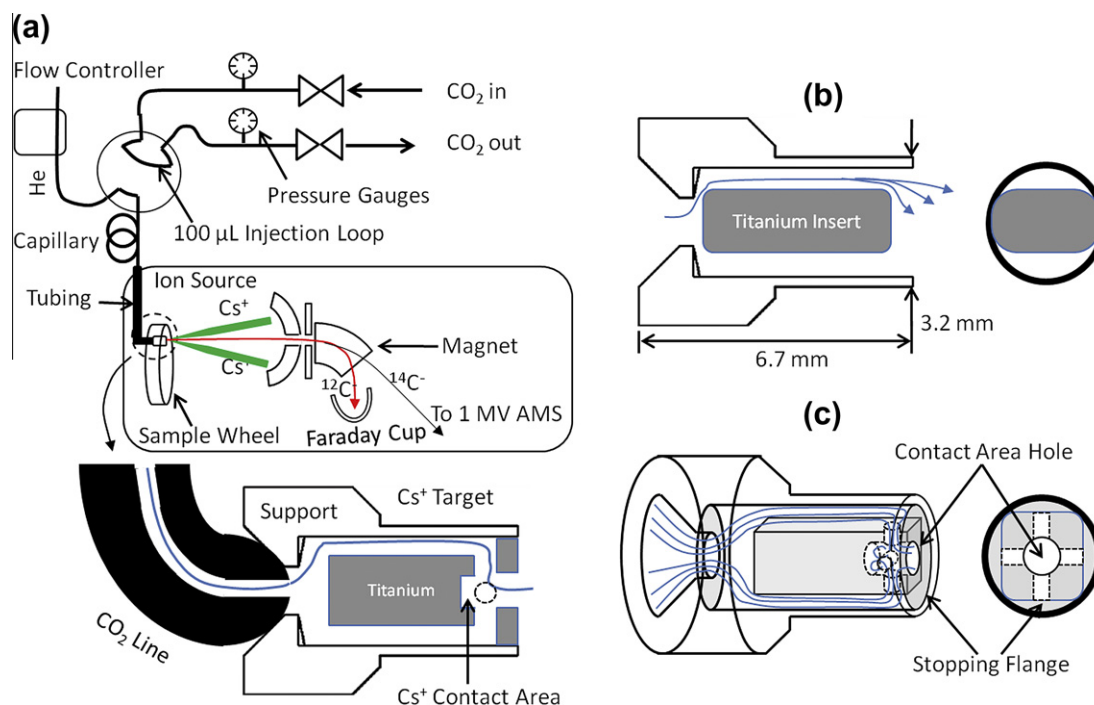 (a)
Flow Controller
CO₂ in
CO₂ out
He
Pressure Gauges
100 µL Injection Loop
Capillary
Tubing
Ion Source
Cs⁺
Cs⁺
Magnet
¹²C⁻
¹⁴C⁻
To 1 MV AMS
Sample Wheel
Faraday Cup
Support
Cs⁺ Target
Titanium
CO₂ Line
Cs⁺ Contact Area
(b)
Titanium Insert
3.2 mm
6.7 mm
(c)
Contact Area Hole
Stopping Flange